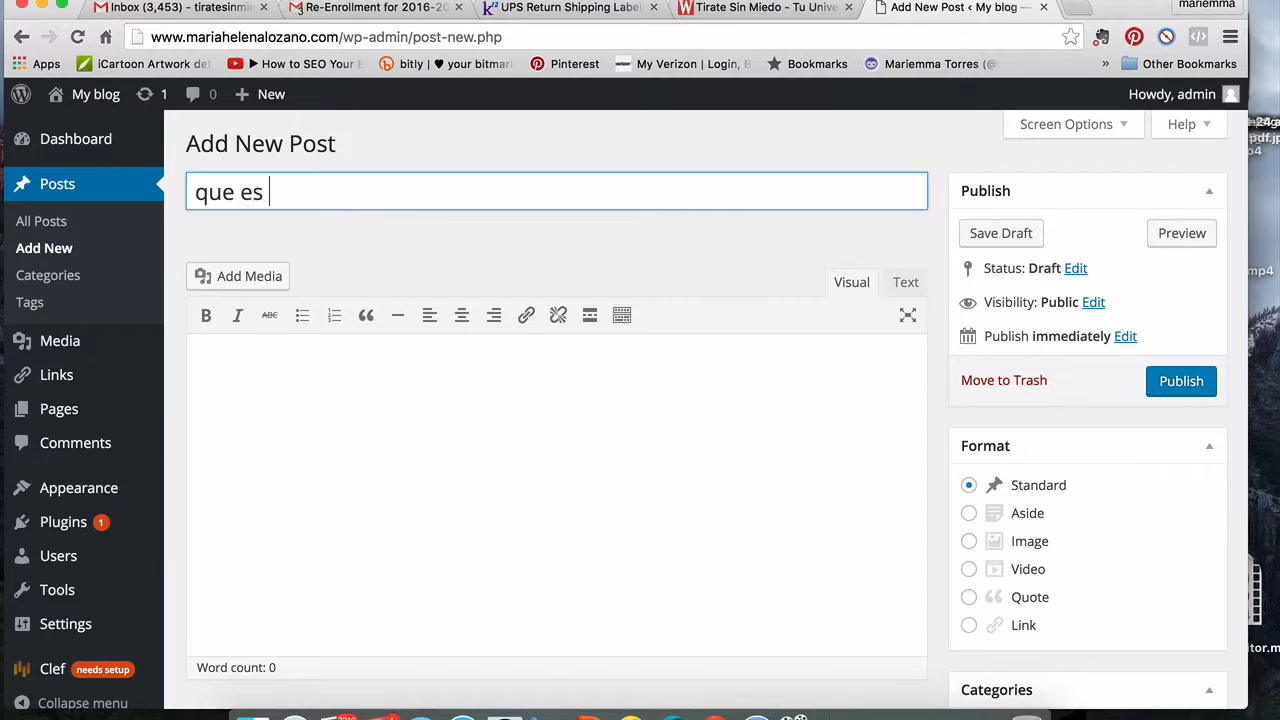 Inbox (3,453) – tiratesinmie
Re-Enrollment for 2016-20
UPS Return Shipping Label
Tirate Sin Miedo - Tu Unive
Add New Post ‹ My blog —
mariemma
www.mariahelenalozano.com/wp-admin/post-new.php
Apps
iCartoon Artwork de
▶ How to SEO Your E
bitly | ♥ your bitmar
Pinterest
My Verizon | Login, B
Bookmarks
Mariemma Torres (@
»
Other Bookmarks
My blog
1
0
+ New
Howdy, admin
Dashboard
Posts
All Posts
Add New
Categories
Tags
Media
Links
Pages
Comments
Appearance
Plugins 1
Users
Tools
Settings
Clef needs setup
Collapse menu
Screen Options
Help
Add New Post
que es
Add Media
Visual
Text
B I ABC
Word count: 0
Publish
Save Draft
Preview
Status: Draft Edit
Visibility: Public Edit
Publish immediately Edit
Move to Trash
Publish
Format
Standard
Aside
Image
Video
Quote
Link
Categories